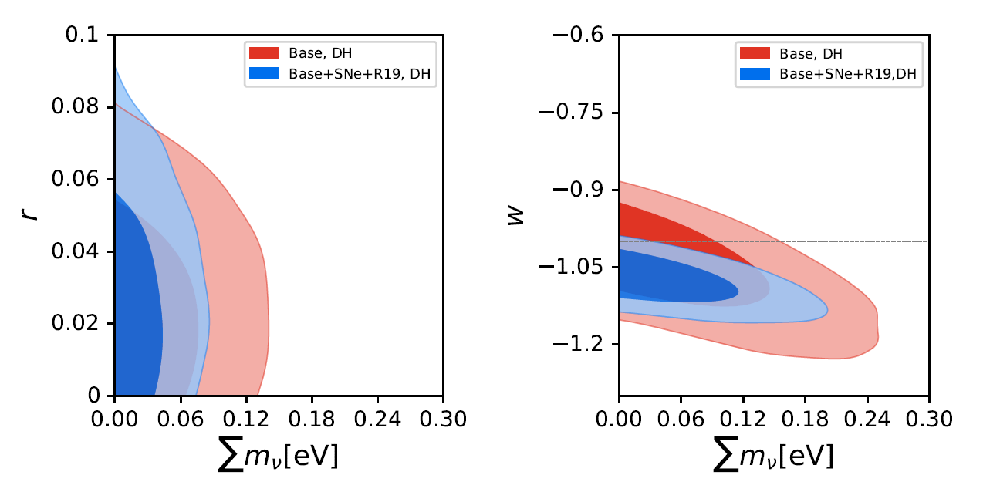 0.1
0.08
0.06
0.04
0.02
0
r
0.00 0.06 0.12 0.18 0.24 0.30
∑mν[eV]
Base, DH
Base+SNe+R19, DH
−0.6
−0.75
−0.9
−1.05
−1.2
w
0.00 0.06 0.12 0.18 0.24 0.30
∑mν[eV]
Base, DH
Base+SNe+R19,DH